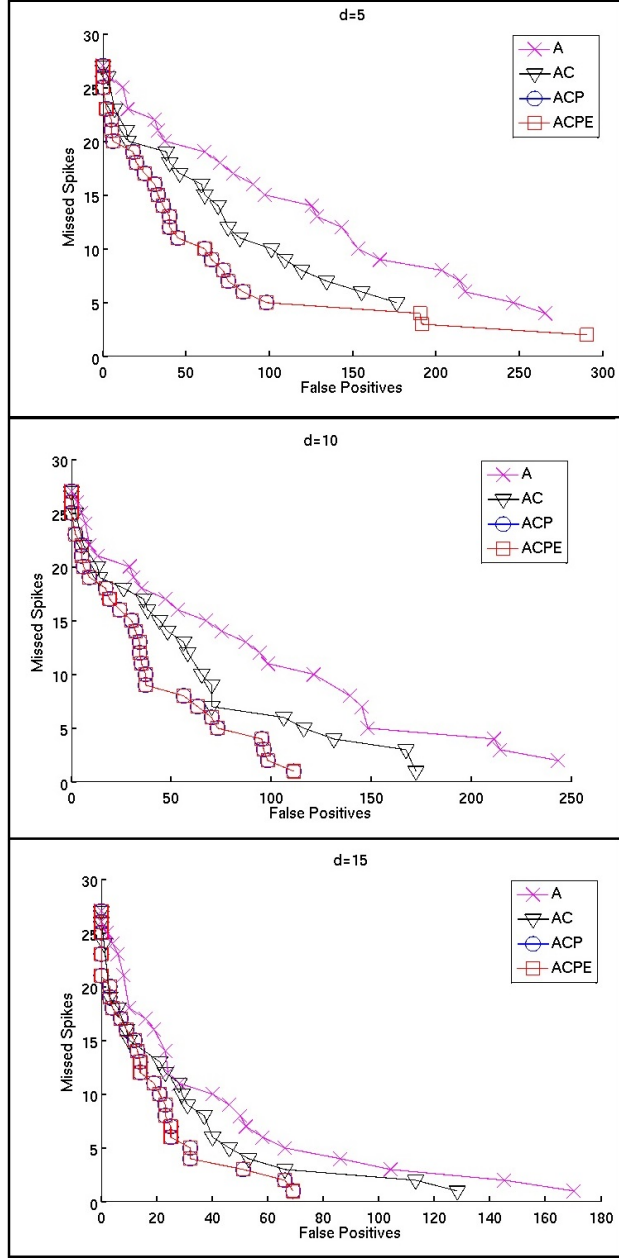 d=5
30
25
20
15
10
5
0
Missed Spikes
A
AC
ACP
ACPE
0 50 100 150 200 250 300
False Positives
d=10
30
25
20
15
10
5
0
Missed Spikes
A
AC
ACP
ACPE
0 50 100 150 200 250
False Positives
d=15
30
25
20
15
10
5
0
Missed Spikes
A
AC
ACP
ACPE
0 20 40 60 80 100 120 140 160 180
False Positives